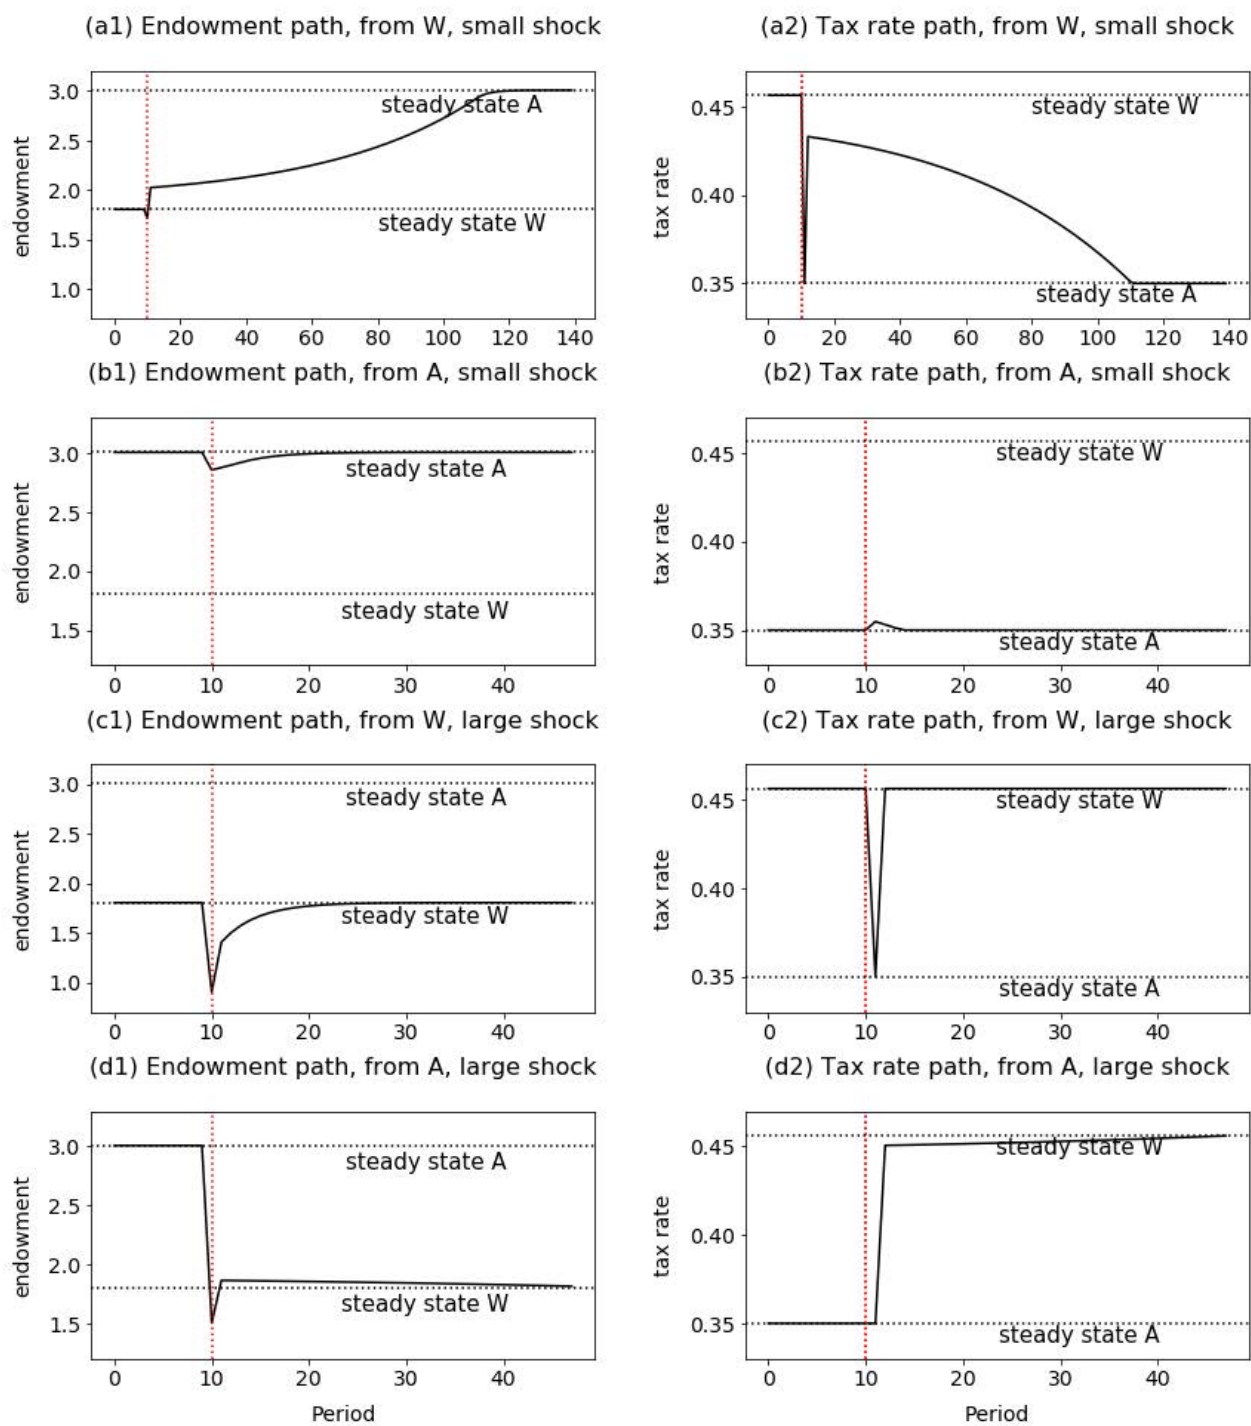 (a1) Endowment path, from W, small shock
(a2) Tax rate path, from W, small shock
endowment
3.0
2.5
2.0
1.5
1.0
steady state A
steady state W
0 20 40 60 80 100 120 140
tax rate
0.45
0.40
0.35
steady state W
steady state A
0 20 40 60 80 100 120 140
(b1) Endowment path, from A, small shock
(b2) Tax rate path, from A, small shock
endowment
3.0
2.5
2.0
1.5
steady state A
steady state W
0 10 20 30 40
tax rate
0.45
0.40
0.35
steady state W
steady state A
0 10 20 30 40
(c1) Endowment path, from W, large shock
(c2) Tax rate path, from W, large shock
endowment
3.0
2.5
2.0
1.5
1.0
steady state A
steady state W
0 10 20 30 40
tax rate
0.45
0.40
0.35
steady state W
steady state A
0 10 20 30 40
(d1) Endowment path, from A, large shock
(d2) Tax rate path, from A, large shock
endowment
3.0
2.5
2.0
1.5
steady state A
steady state W
0 10 20 30 40
Period
tax rate
0.45
0.40
0.35
steady state W
steady state A
0 10 20 30 40
Period